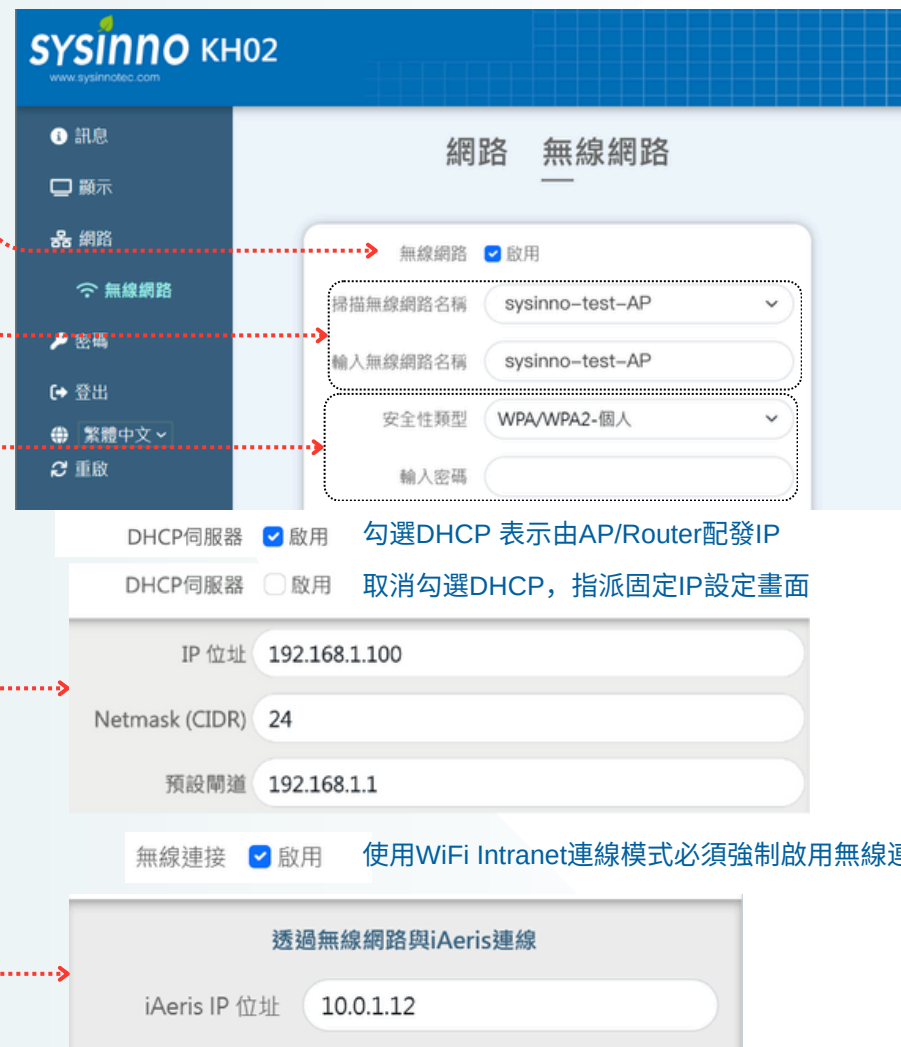 sysinno KH02
www.sysinnotec.com
訊息
顯示
網路
無線網路
密碼
登出
繁體中文
重啟
網路 無線網路
無線網路 啟用
掃描無線網路名稱 sysinno-test-AP
輸入無線網路名稱 sysinno-test-AP
安全性類型 WPA/WPA2-個人
輸入密碼
DHCP伺服器 啟用 勾選DHCP 表示由AP/Router配發IP
DHCP伺服器 啟用 取消勾選DHCP，指派固定IP設定畫面
IP 位址 192.168.1.100
Netmask (CIDR) 24
預設閘道 192.168.1.1
無線連接 啟用 使用WiFi Intranet連線模式必須強制啟用無線
透過無線網路與iAeris連線
iAeris IP 位址 10.0.1.12